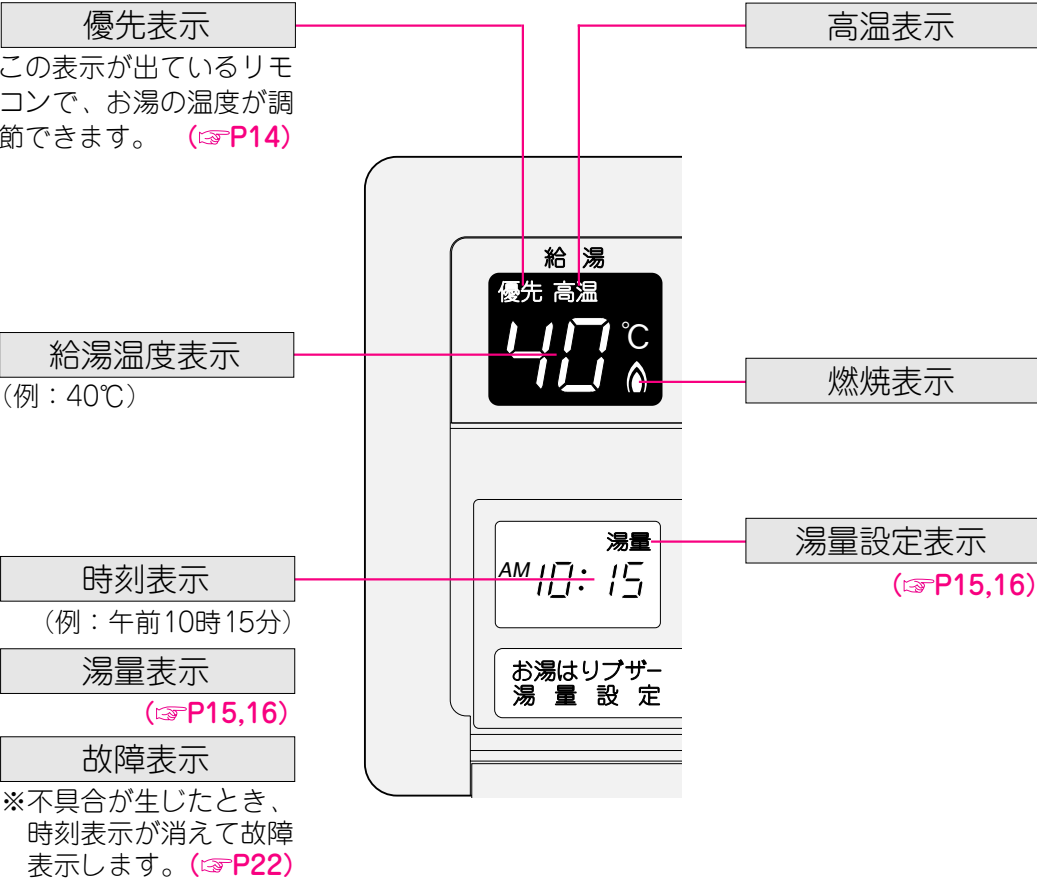 優先表示
この表示が出ているリモ
コンで、お湯の温度が調
節できます。 (☞P14)
高温表示
給 湯
優先 高温
40 ℃
給湯温度表示
(例：40℃)
燃焼表示
湯量
AM 10:15
湯量設定表示
(☞P15,16)
時刻表示
(例：午前10時15分)
湯量表示
(☞P15,16)
お湯はりブザー
湯 量 設 定
故障表示
※不具合が生じたとき、
時刻表示が消えて故障
表示します。(☞P22)